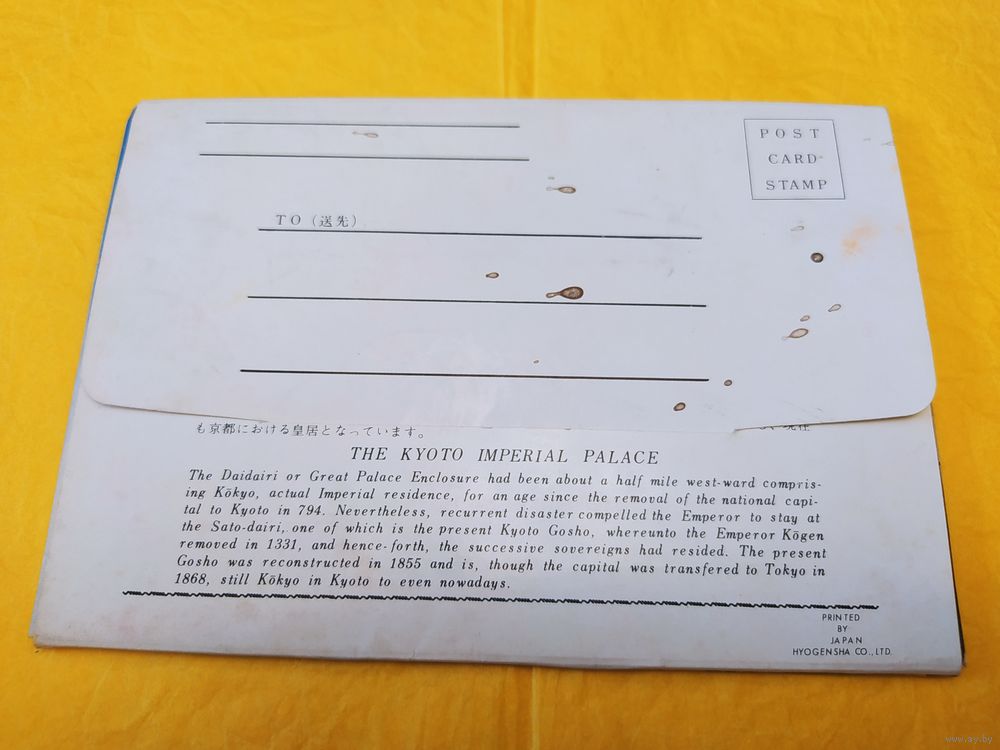 POST
CARD
STAMP
TO (送先)
も京都における皇居となっています。
THE KYOTO IMPERIAL PALACE
The Daidairi or Great Palace Enclosure had been about a half mile west-ward compris-
ing Kōkyo, actual Imperial residence, for an age since the removal of the national capi-
tal to Kyoto in 794. Nevertheless, recurrent disaster compelled the Emperor to stay at
the Sato-dairi, one of which is the present Kyoto Gosho, whereunto the Emperor Kōgen
removed in 1331, and hence-forth, the successive sovereigns had resided. The present
Gosho was reconstructed in 1855 and is, though the capital was transfered to Tokyo in
1868, still Kōkyo in Kyoto to even nowadays.
PRINTED
BY
JAPAN
HYOGENSHA CO., LTD.
www.ay.by